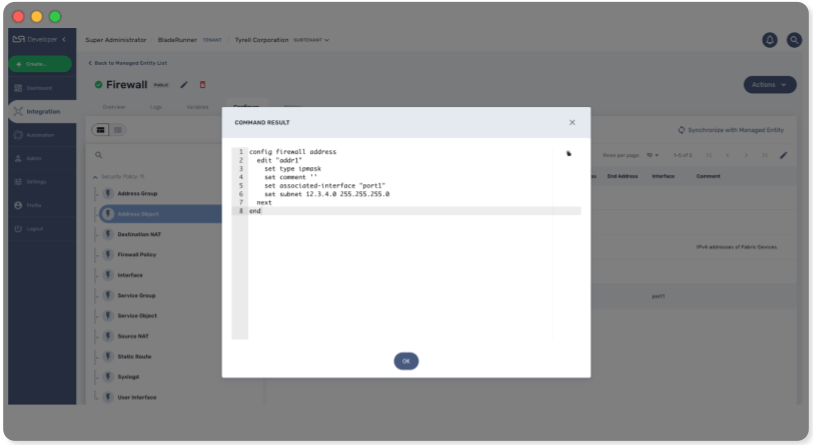 Developer
Super Administrator / BladeRunner TENANT / Tyrell Corporation SUBTENANT
+ Create...
Back to Managed Entity List
Dashboard
Firewall
Actions
Integration
Overview
Logs
Variables
Configure
COMMAND RESULT
Automation
Synchronize with Managed Entity
Admin
Rows per page: 10 1-5 of 5
Settings
Security Policy
End Address Interface Comment
Profile
Logout
Address Group
Address Object
Destination NAT
Firewall Policy
IPv4 addresses of Fabric Devices.
Interface
port1
Service Group
Service Object
Source NAT
Static Route
Syslogd
User Interface
1 config firewall address
2 edit "addr1"
3 set type ipmask
4 set comment ''
5 set associated-interface "port1"
6 set subnet 12.3.4.0 255.255.255.0
7 next
8 end
OK